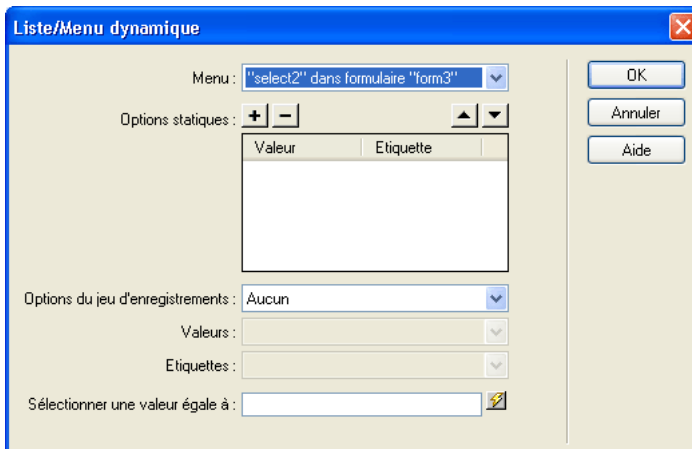 Liste/Menu dynamique
Menu : "select2" dans formulaire "form3"
OK
Options statiques :
Annuler
Aide
Valeur Etiquette
Options du jeu d'enregistrements : Aucun
Valeurs :
Etiquettes :
Sélectionner une valeur égale à :